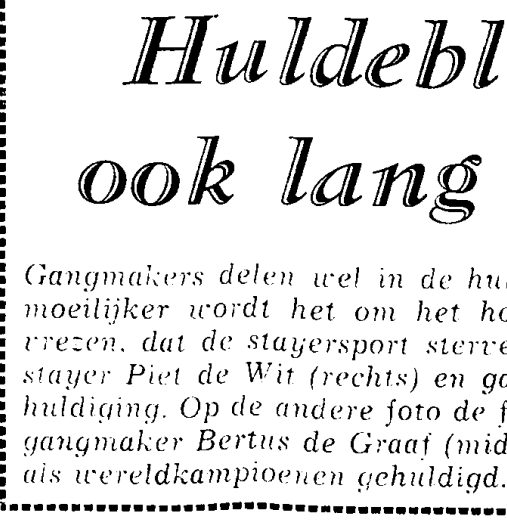 Huldebl
ook lang
Gangmakers delen wel in de hul
moeilijker wordt het om het ho
vrezen, dat de stayersport sterve
stayer Piet de Wit (rechts) en ga
huldiging. Op de andere foto de f
gangmaker Bertus de Graaf (mid
als wereldkampioenen gehuldigd.